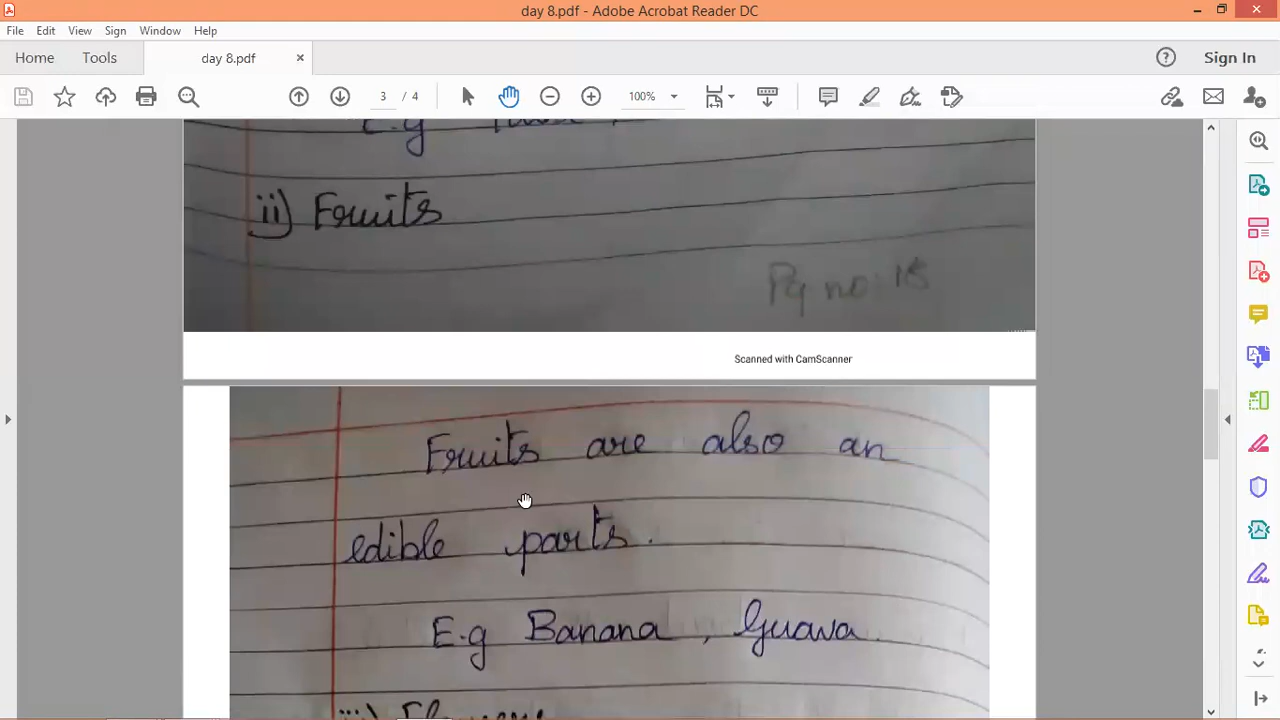 day 8.pdf - Adobe Acrobat Reader DC
File Edit View Sign Window Help
Home Tools day 8.pdf × Sign In
3 / 4 100%
E.g
ii) Fruits
Pg no: 18
Scanned with CamScanner
Fruits are also an
edible parts.
E.g Banana , Guava.
iii)